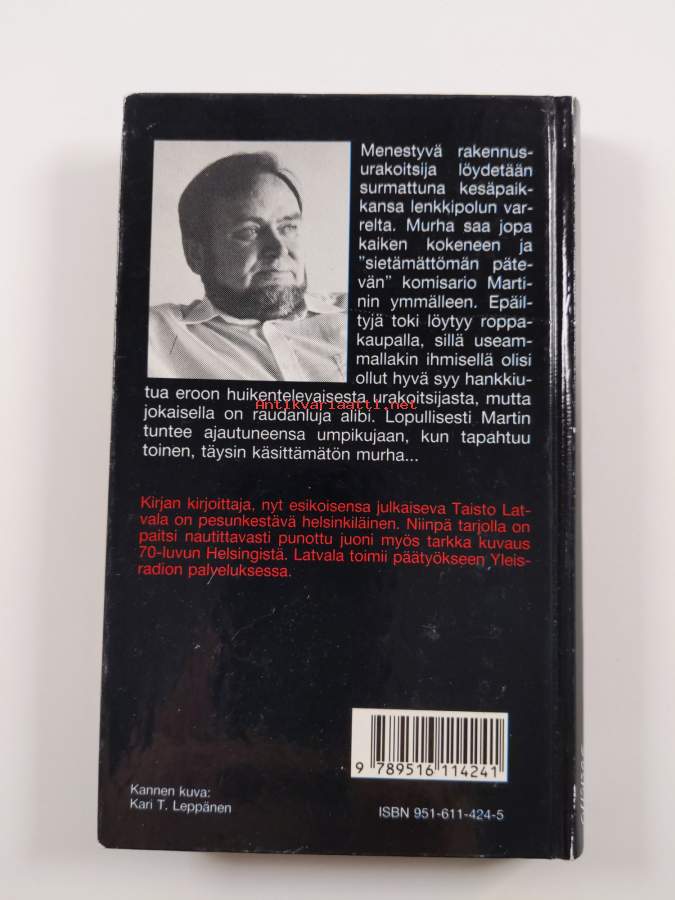 Menestyvä rakennus-
urakoitsija löydetään
surmattuna kesäpaik-
kansa lenkkipolun var-
relta. Murha saa jopa
kaiken kokeneen ja
"sietämättömän päte-
vän" komisario Marti-
nin ymmälleen. Epäil-
tyjä toki löytyy roppa-
kaupalla, sillä useam-
mallakin ihmisellä olisi
ollut hyvä syy hankkiu-
tua eroon huikentelevaisesta urakoitsijasta, mutta
Antikvariaatti.net
jokaisella on raudanluja alibi. Lopullisesti Martin
tuntee ajautuneensa umpikujaan, kun tapahtuu
toinen, täysin käsittämätön murha...
Kirjan kirjoittaja, nyt esikoisensa julkaiseva Taisto Lat-
vala on pesunkestävä helsinkiläinen. Niinpä tarjolla on
paitsi nautittavasti punottu juoni myös tarkka kuvaus
70-luvun Helsingistä. Latvala toimii päätyökseen Yleis-
radion palveluksessa.
9 789516 114241
Kannen kuva:
Kari T. Leppänen
ISBN 951-611-424-5